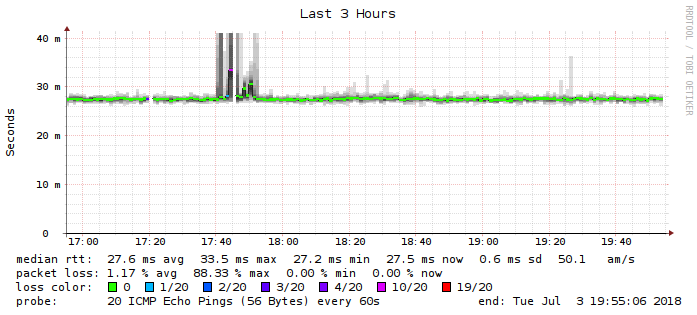 Last 3 Hours
RRDTOOL / TOBI OETIKER
Seconds
40 m
30 m
20 m
10 m
0
17:00 17:20 17:40 18:00 18:20 18:40 19:00 19:20 19:40
median rtt: 27.6 ms avg 33.5 ms max 27.2 ms min 27.5 ms now 0.6 ms sd 50.1 am/s
packet loss: 1.17 % avg 88.33 % max 0.00 % min 0.00 % now
loss color: 0 1/20 2/20 3/20 4/20 10/20 19/20
probe: 20 ICMP Echo Pings (56 Bytes) every 60s end: Tue Jul 3 19:55:06 2018